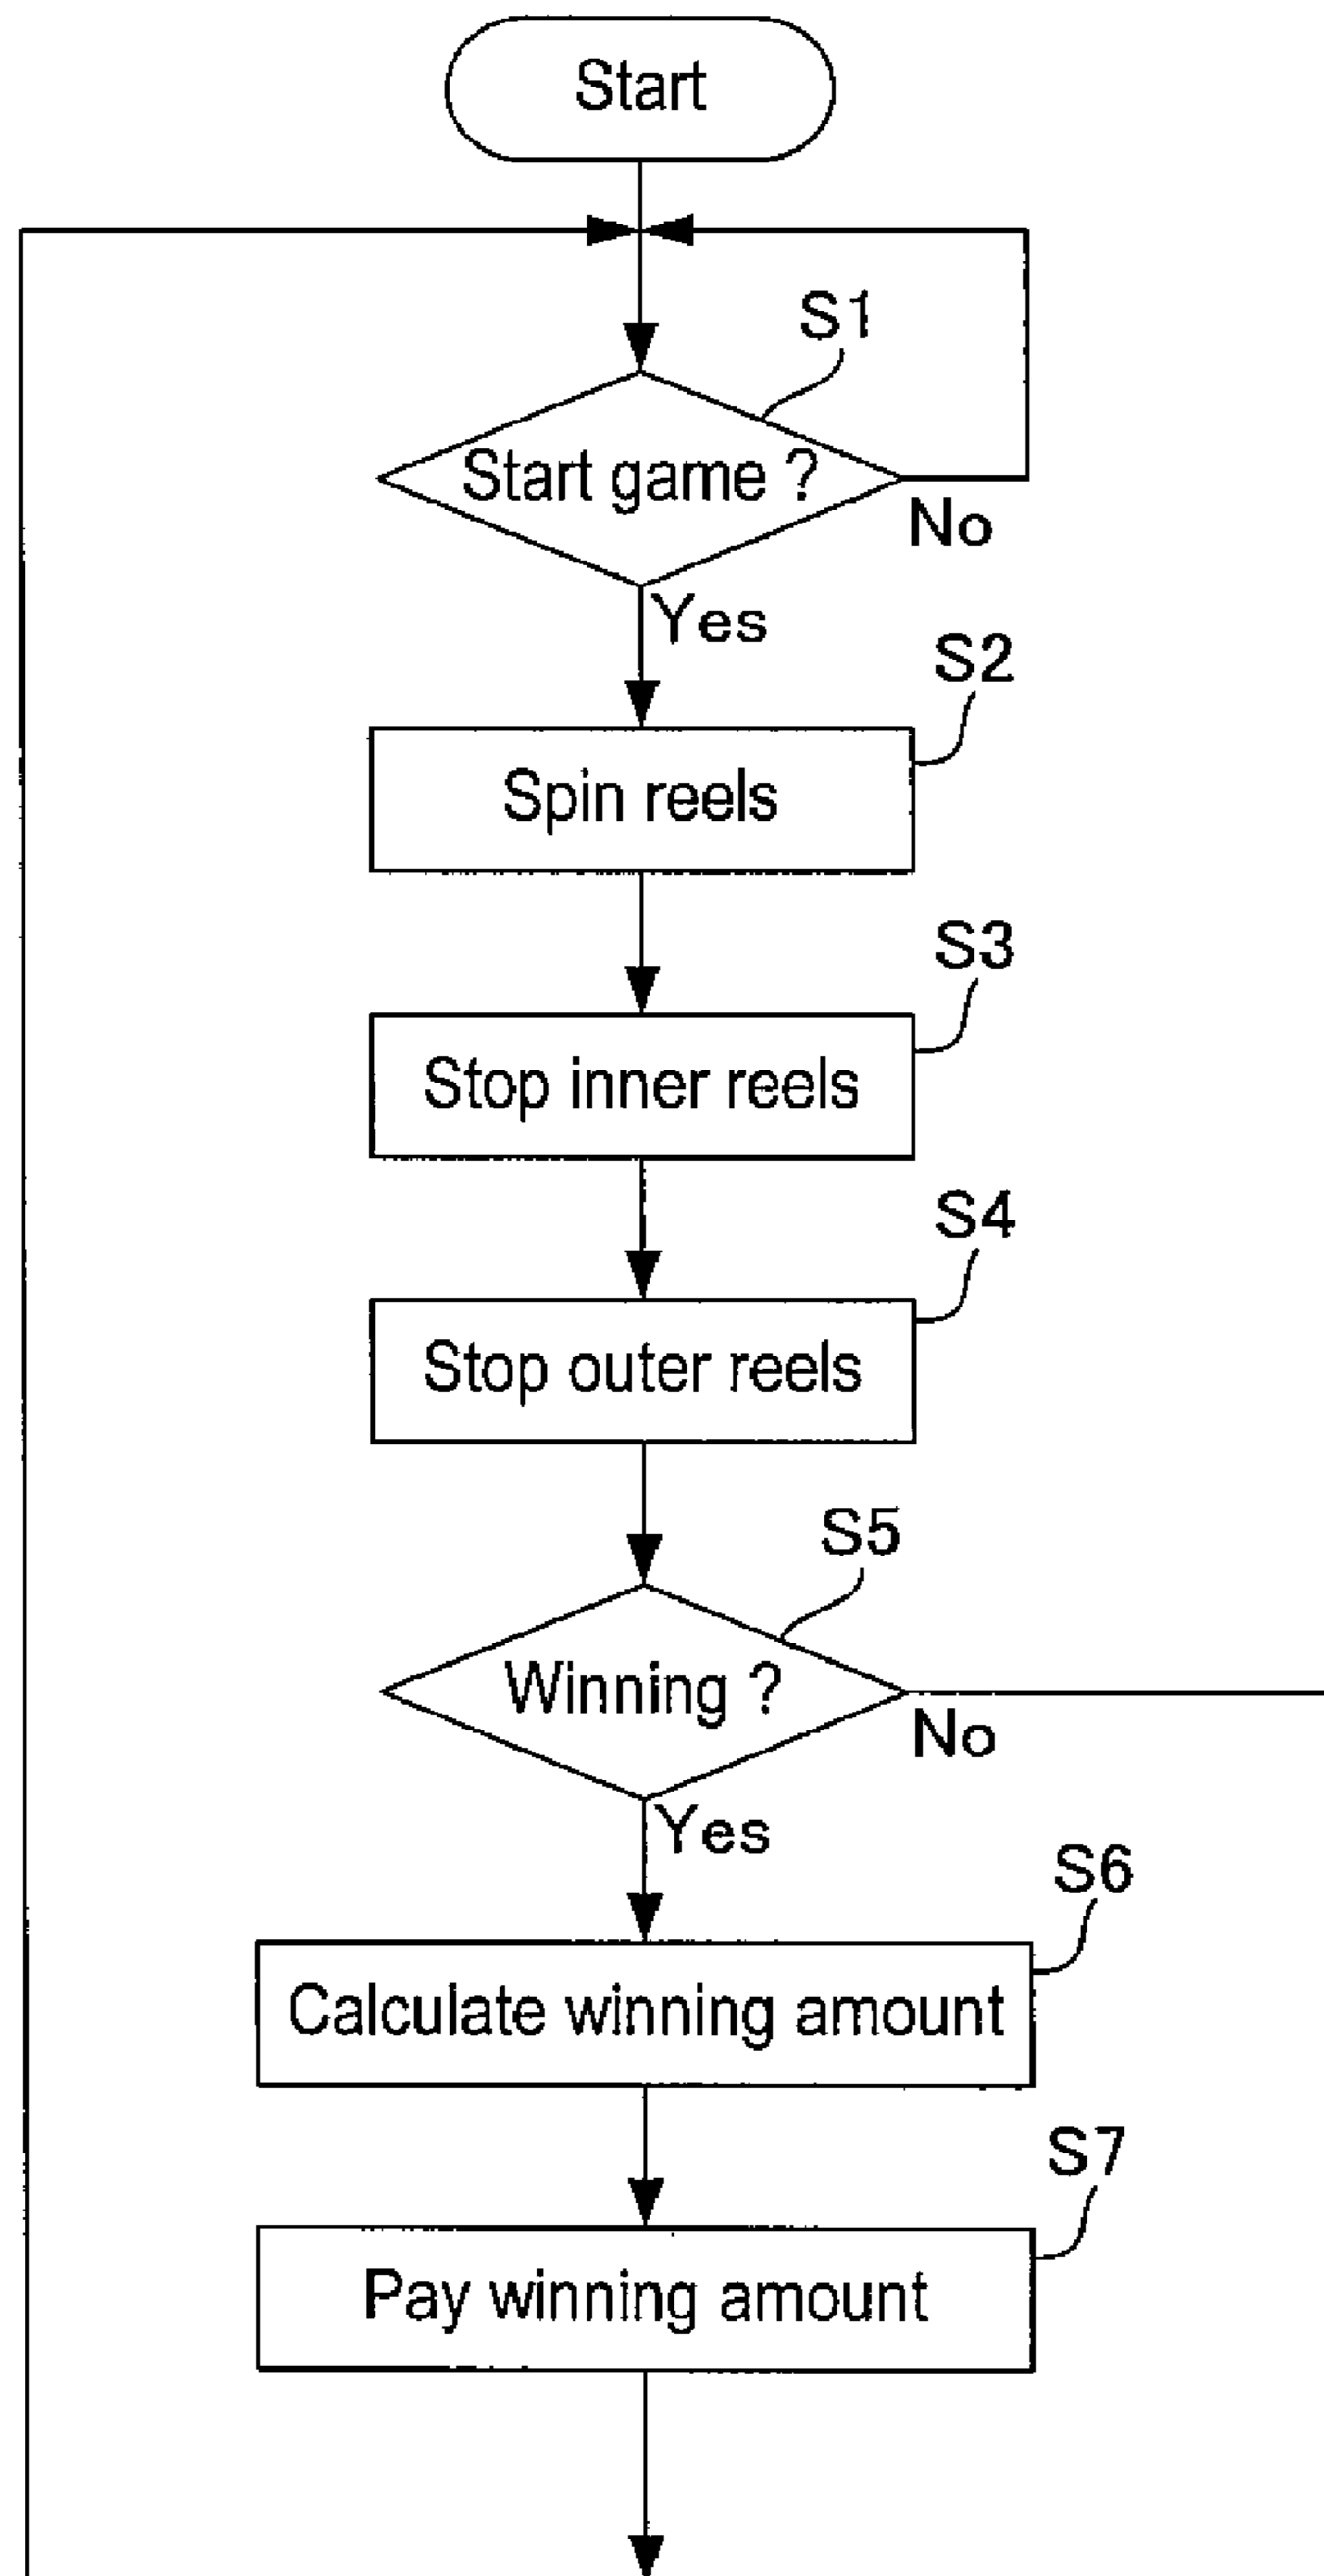 Start
S1
Start game ?
No
Yes
S2
Spin reels
S3
Stop inner reels
S4
Stop outer reels
S5
Winning ?
No
Yes
S6
Calculate winning amount
S7
Pay winning amount